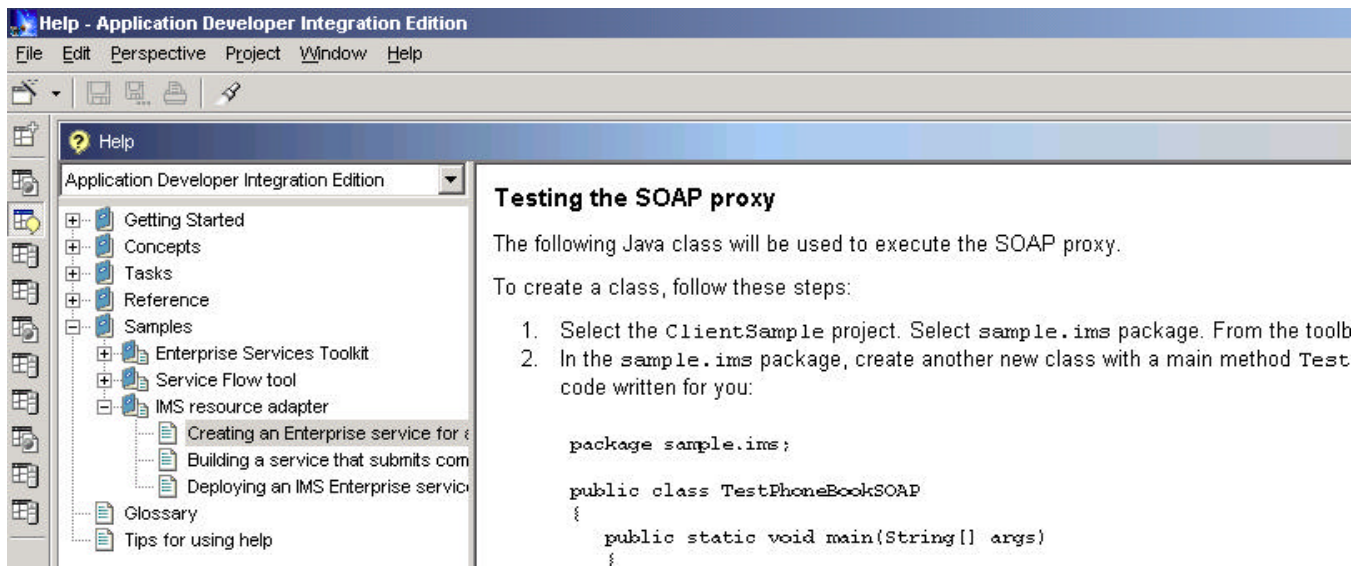 Help - Application Developer Integration Edition
File Edit Perspective Project Window Help
Help
Application Developer Integration Edition
Getting Started
Concepts
Tasks
Reference
Samples
Enterprise Services Toolkit
Service Flow tool
IMS resource adapter
Creating an Enterprise service for
Building a service that submits com
Deploying an IMS Enterprise servic
Glossary
Tips for using help
Testing the SOAP proxy
The following Java class will be used to execute the SOAP proxy.
To create a class, follow these steps:
1. Select the ClientSample project. Select sample.ims package. From the toolb
2. In the sample.ims package, create another new class with a main method Test
code written for you:
package sample.ims;
public class TestPhoneBookSOAP
{
public static void main(String[] args)
{